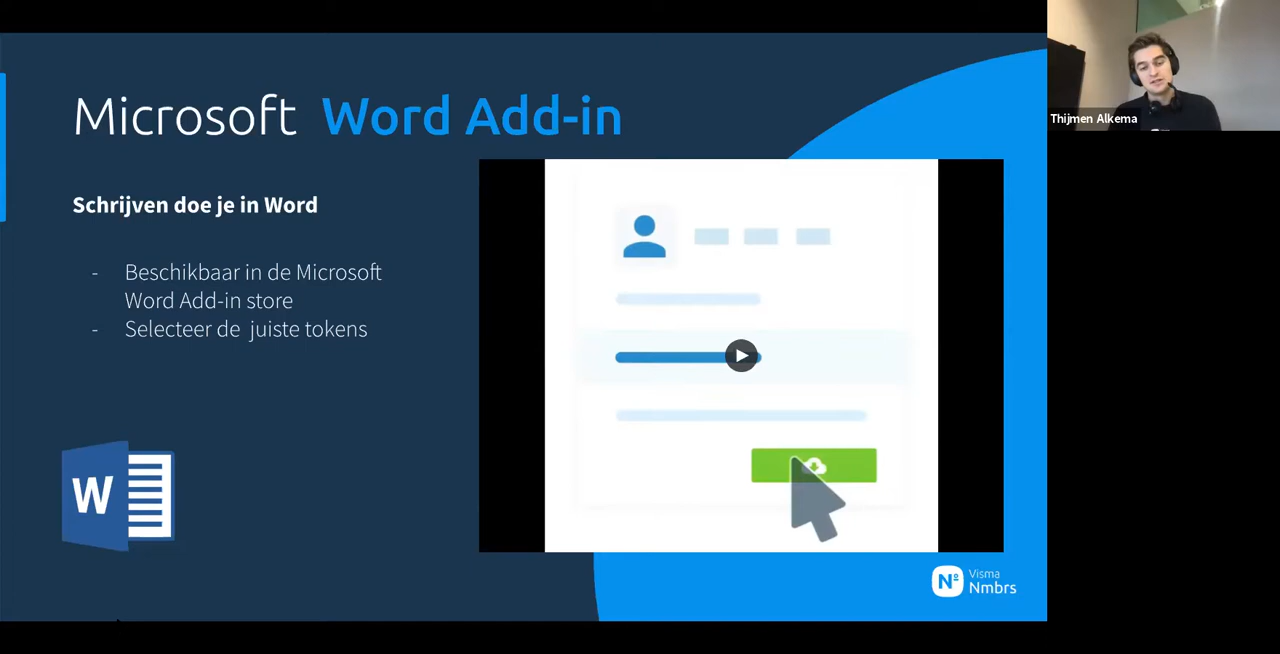 Microsoft Word Add-in
Thijmen Alkema
Schrijven doe je in Word
- Beschikbaar in de Microsoft
Word Add-in store
- Selecteer de juiste tokens
W
Nº
Visma
Nmbrs